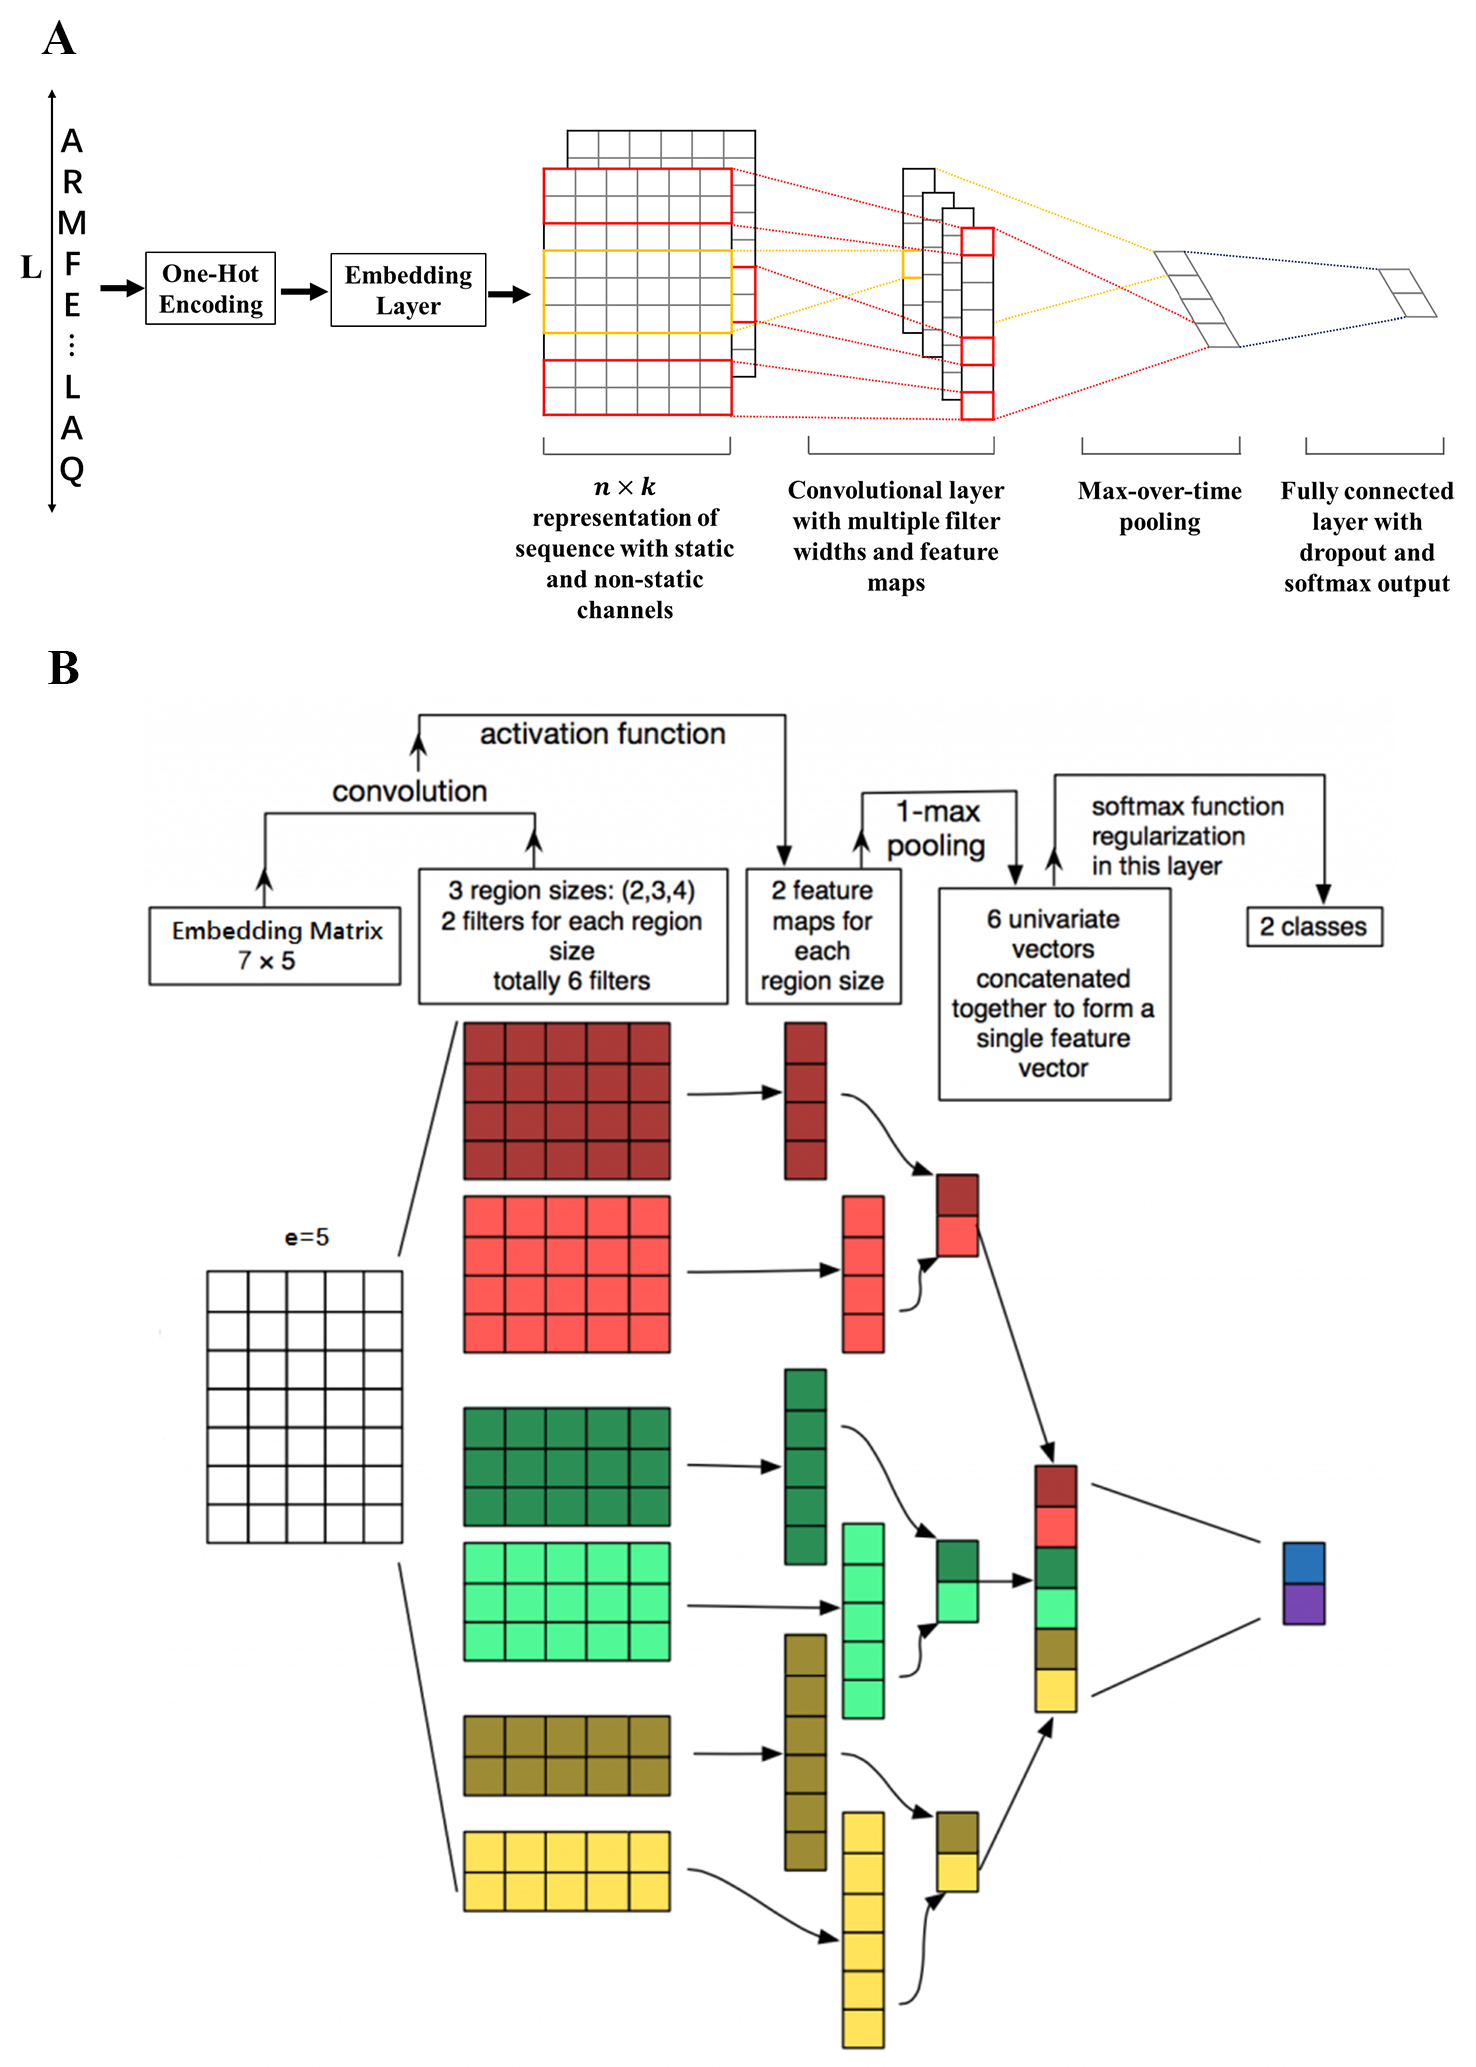 A
L
A
R
M
F
E
⋮
L
A
Q
One-Hot
Encoding
Embedding
Layer
n × k
representation of
sequence with static
and non-static
channels
Convolutional layer
with multiple filter
widths and feature
maps
Max-over-time
pooling
Fully connected
layer with
dropout and
softmax output
B
activation function
convolution
1-max
pooling
softmax function
regularization
in this layer
Embedding Matrix
7 × 5
3 region sizes: (2,3,4)
2 filters for each region
size
totally 6 filters
2 feature
maps for
each
region size
6 univariate
vectors
concatenated
together to form a
single feature
vector
2 classes
e=5